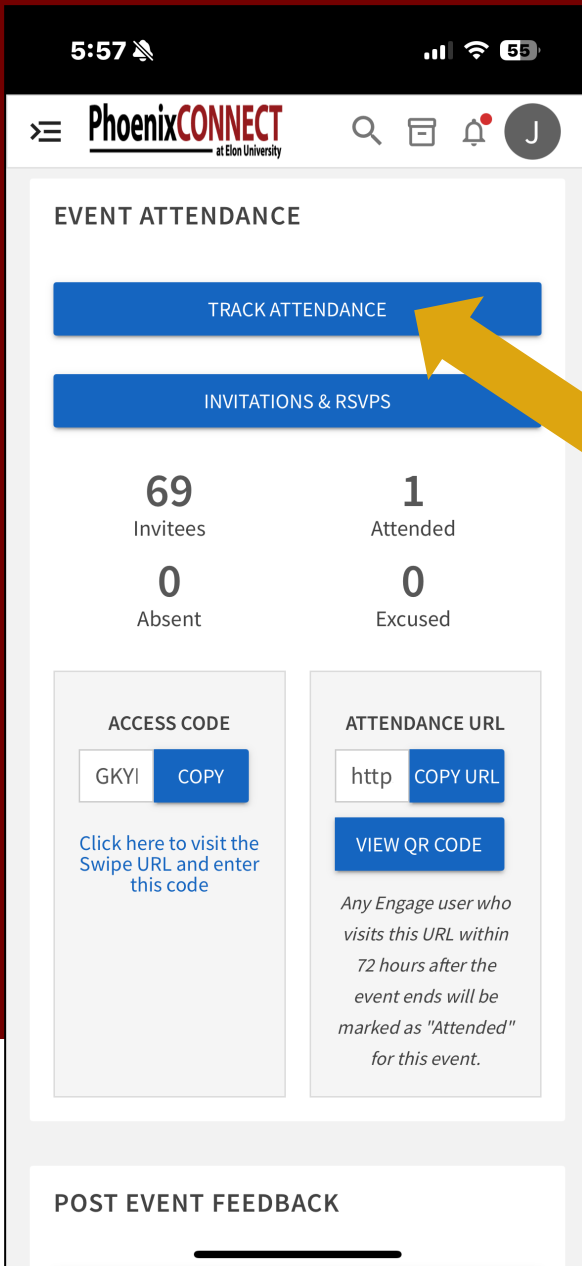 5:57
55
PhoenixCONNECT
at Elon University
J
EVENT ATTENDANCE
TRACK ATTENDANCE
INVITATIONS & RSVPS
69
Invitees
1
Attended
0
Absent
0
Excused
ACCESS CODE
GKY
COPY
Click here to visit the
Swipe URL and enter
this code
ATTENDANCE URL
http
COPY URL
VIEW QR CODE
Any Engage user who
visits this URL within
72 hours after the
event ends will be
marked as "Attended"
for this event.
POST EVENT FEEDBACK